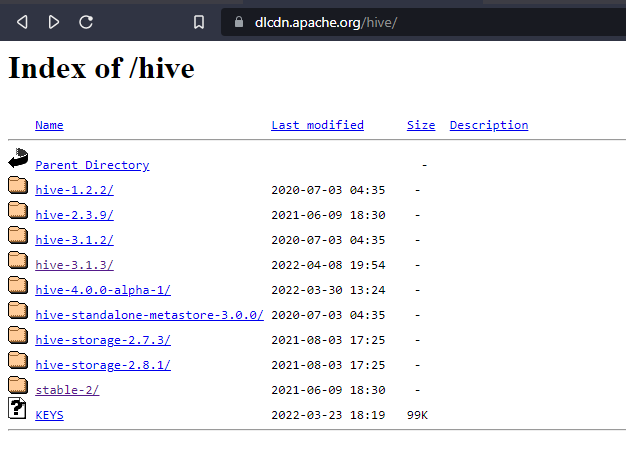 dlcdn.apache.org/hive/
Index of /hive
Name Last modified Size Description
Parent Directory -
hive-1.2.2/ 2020-07-03 04:35 -
hive-2.3.9/ 2021-06-09 18:30 -
hive-3.1.2/ 2020-07-03 04:35 -
hive-3.1.3/ 2022-04-08 19:54 -
hive-4.0.0-alpha-1/ 2022-03-30 13:24 -
hive-standalone-metastore-3.0.0/ 2020-07-03 04:35 -
hive-storage-2.7.3/ 2021-08-03 17:25 -
hive-storage-2.8.1/ 2021-08-03 17:25 -
stable-2/ 2021-06-09 18:30 -
? KEYS 2022-03-23 18:19 99K